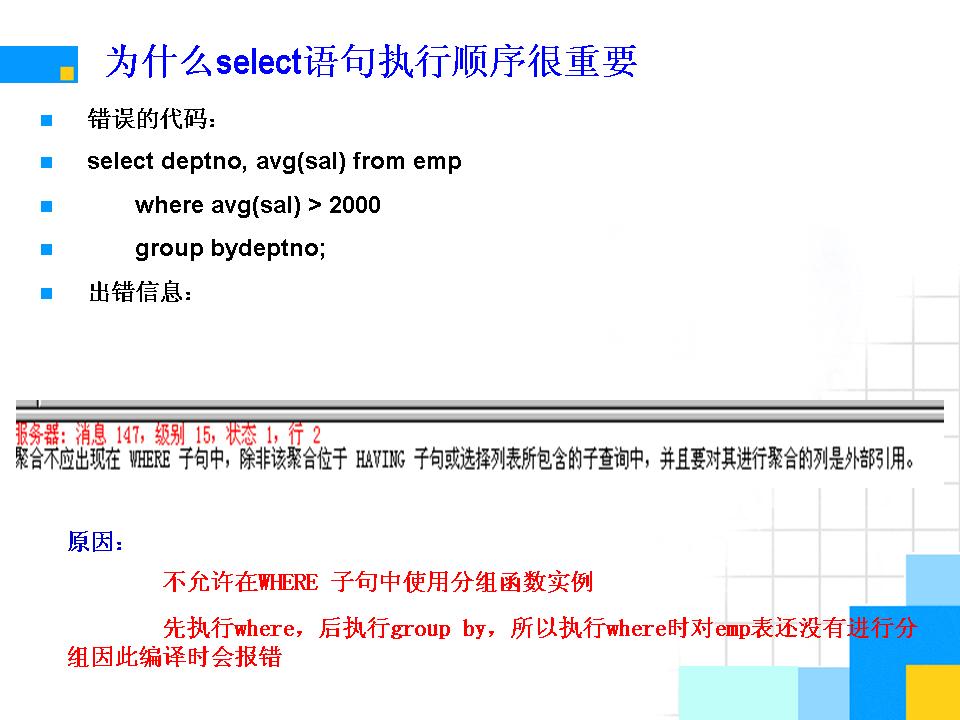 为什么select语句执行顺序很重要
错误的代码：
select deptno, avg(sal) from emp
where avg(sal) > 2000
group bydeptno;
出错信息：
服务器: 消息 147，级别 15，状态 1，行 2
聚合不应出现在 WHERE 子句中，除非该聚合位于 HAVING 子句或选择列表所包含的子查询中，并且要对其进行聚合的列是外部引用。
原因：
不允许在WHERE 子句中使用分组函数实例
先执行where，后执行group by，所以执行where时对emp表还没有进行分
组因此编译时会报错